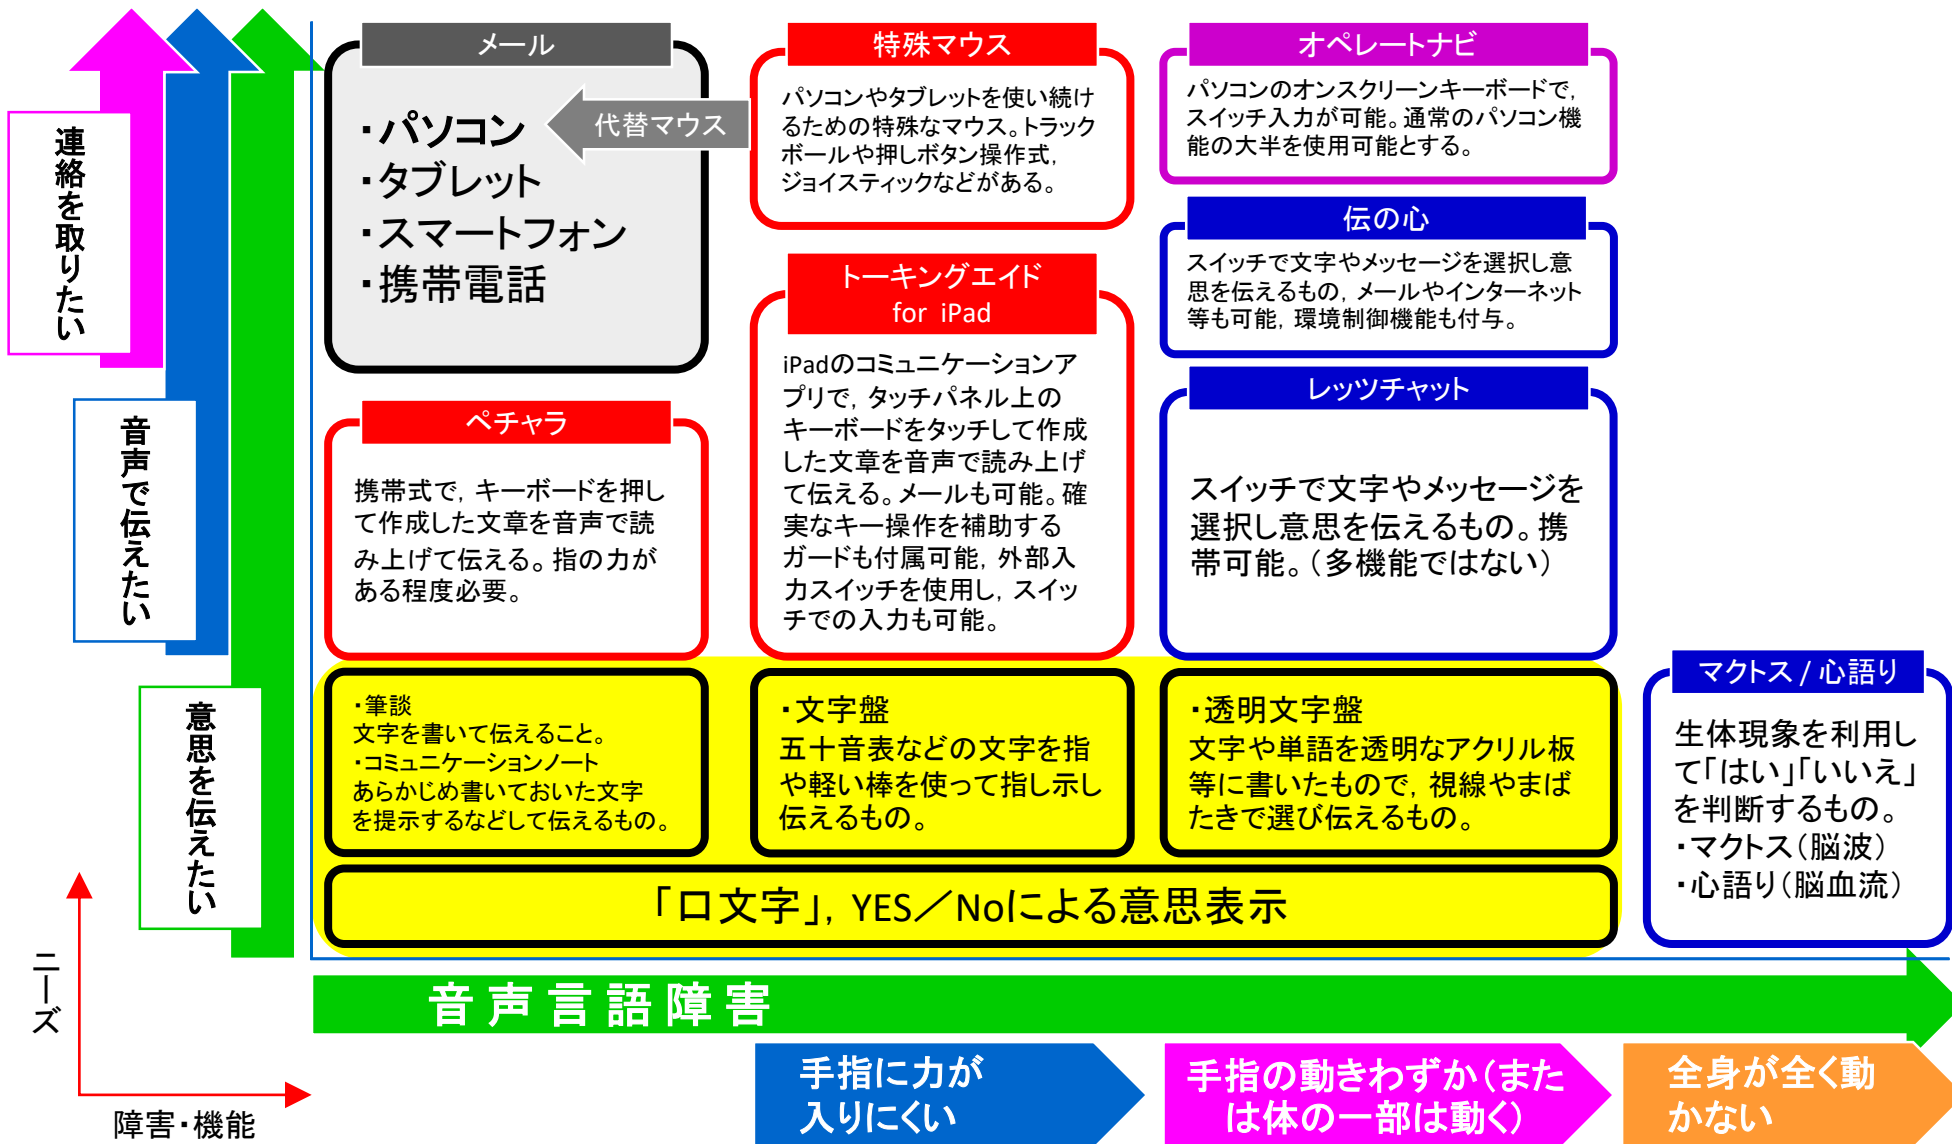 連絡を取りたい
音声で伝えたい
意思を伝えたい
ニーズ
障害・機能
メール
・パソコン
・タブレット
・スマートフォン
・携帯電話
代替マウス
特殊マウス
パソコンやタブレットを使い続け
るための特殊なマウス。トラック
ボールや押しボタン操作式,
ジョイスティックなどがある。
オペレートナビ
パソコンのオンスクリーンキーボードで,
スイッチ入力が可能。通常のパソコン機
能の大半を使用可能とする。
伝の心
スイッチで文字やメッセージを選択し意
思を伝えるもの, メールやインターネット
等も可能, 環境制御機能も付与。
ペチャラ
携帯式で, キーボードを押し
て作成した文章を音声で読
み上げて伝える。指の力が
ある程度必要。
トーキングエイド
for iPad
iPadのコミュニケーションア
プリで, タッチパネル上の
キーボードをタッチして作成
した文章を音声で読み上げ
て伝える。メールも可能。確
実なキー操作を補助する
ガードも付属可能, 外部入
力スイッチを使用し, スイッ
チでの入力も可能。
レッツチャット
スイッチで文字やメッセージを
選択し意思を伝えるもの。携
帯可能。（多機能ではない）
・筆談
文字を書いて伝えること。
・コミュニケーションノート
あらかじめ書いておいた文字
を提示するなどして伝えるもの。
・文字盤
五十音表などの文字を指
や軽い棒を使って指し示し
伝えるもの。
・透明文字盤
文字や単語を透明なアクリル板
等に書いたもので, 視線やまば
たきで選び伝えるもの。
マクトス / 心語り
生体現象を利用し
て「はい」「いいえ」
を判断するもの。
・マクトス（脳波）
・心語り（脳血流）
「口文字」, YES／Noによる意思表示
音声言語障害
手指に力が
入りにくい
手指の動きわずか（また
は体の一部は動く）
全身が全く動
かない